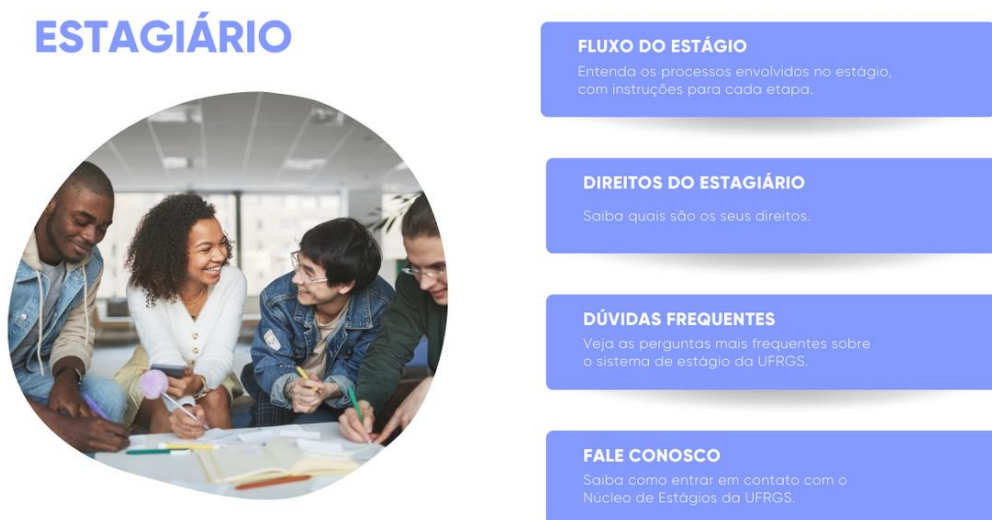 ESTAGIÁRIO
FLUXO DO ESTÁGIO
Entenda os processos envolvidos no estágio,
com instruções para cada etapa.
DIREITOS DO ESTAGIÁRIO
Saiba quais são os seus direitos.
DÚVIDAS FREQUENTES
Veja as perguntas mais frequentes sobre
o sistema de estágio da UFRGS.
FALE CONOSCO
Saiba como entrar em contato com o
Núcleo de Estágios da UFRGS.